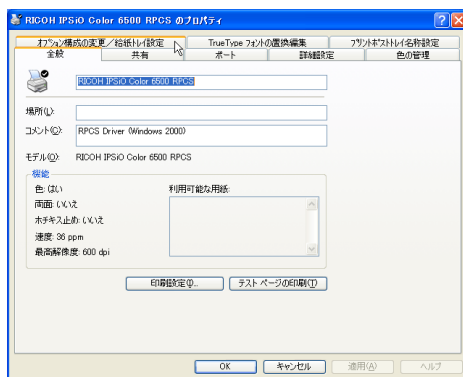 RICOH IPSiO Color 6500 RPCS のプロパティ
オプション構成の変更/給紙トレイ設定 TrueType フォントの置換編集 プリントポストトレイ名称設定
全般 共有 ポート 詳細設定 色の管理
RICOH IPSiO Color 6500 RPCS
場所(L):
コメント(C): RPCS Driver (Windows 2000)
モデル(O): RICOH IPSiO Color 6500 RPCS
機能
色: はい 利用可能な用紙:
両面: いいえ
ホチキス止め: いいえ
速度: 36 ppm
最高解像度: 600 dpi
印刷設定(I)... テスト ページの印刷(T)
OK キャンセル 適用(A) ヘルプ